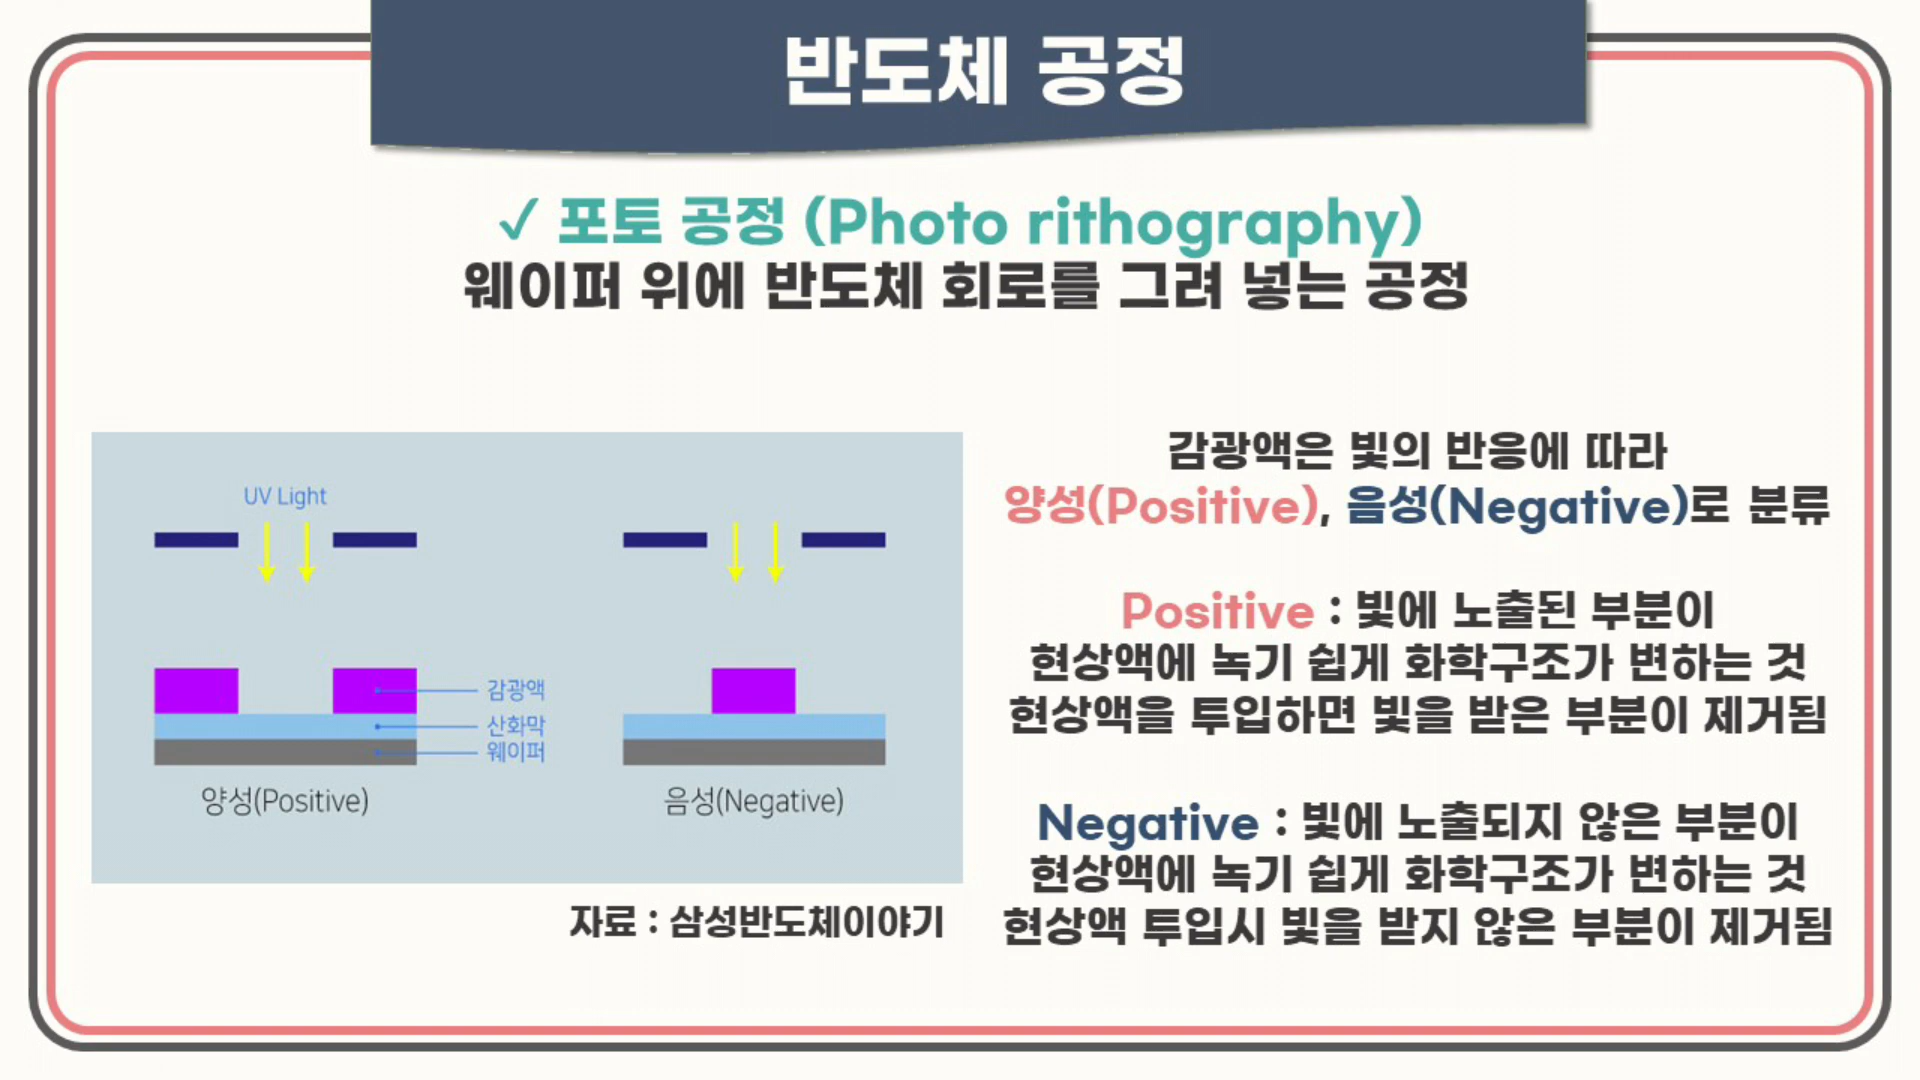 반도체 공정
✓ 포토 공정 (Photo rithography)
웨이퍼 위에 반도체 회로를 그려 넣는 공정
UV Light
감광액
산화막
웨이퍼
양성(Positive)
음성(Negative)
자료 : 삼성반도체이야기
감광액은 빛의 반응에 따라
양성(Positive), 음성(Negative)로 분류
Positive : 빛에 노출된 부분이
현상액에 녹기 쉽게 화학구조가 변하는 것
현상액을 투입하면 빛을 받은 부분이 제거됨
Negative : 빛에 노출되지 않은 부분이
현상액에 녹기 쉽게 화학구조가 변하는 것
현상액 투입시 빛을 받지 않은 부분이 제거됨